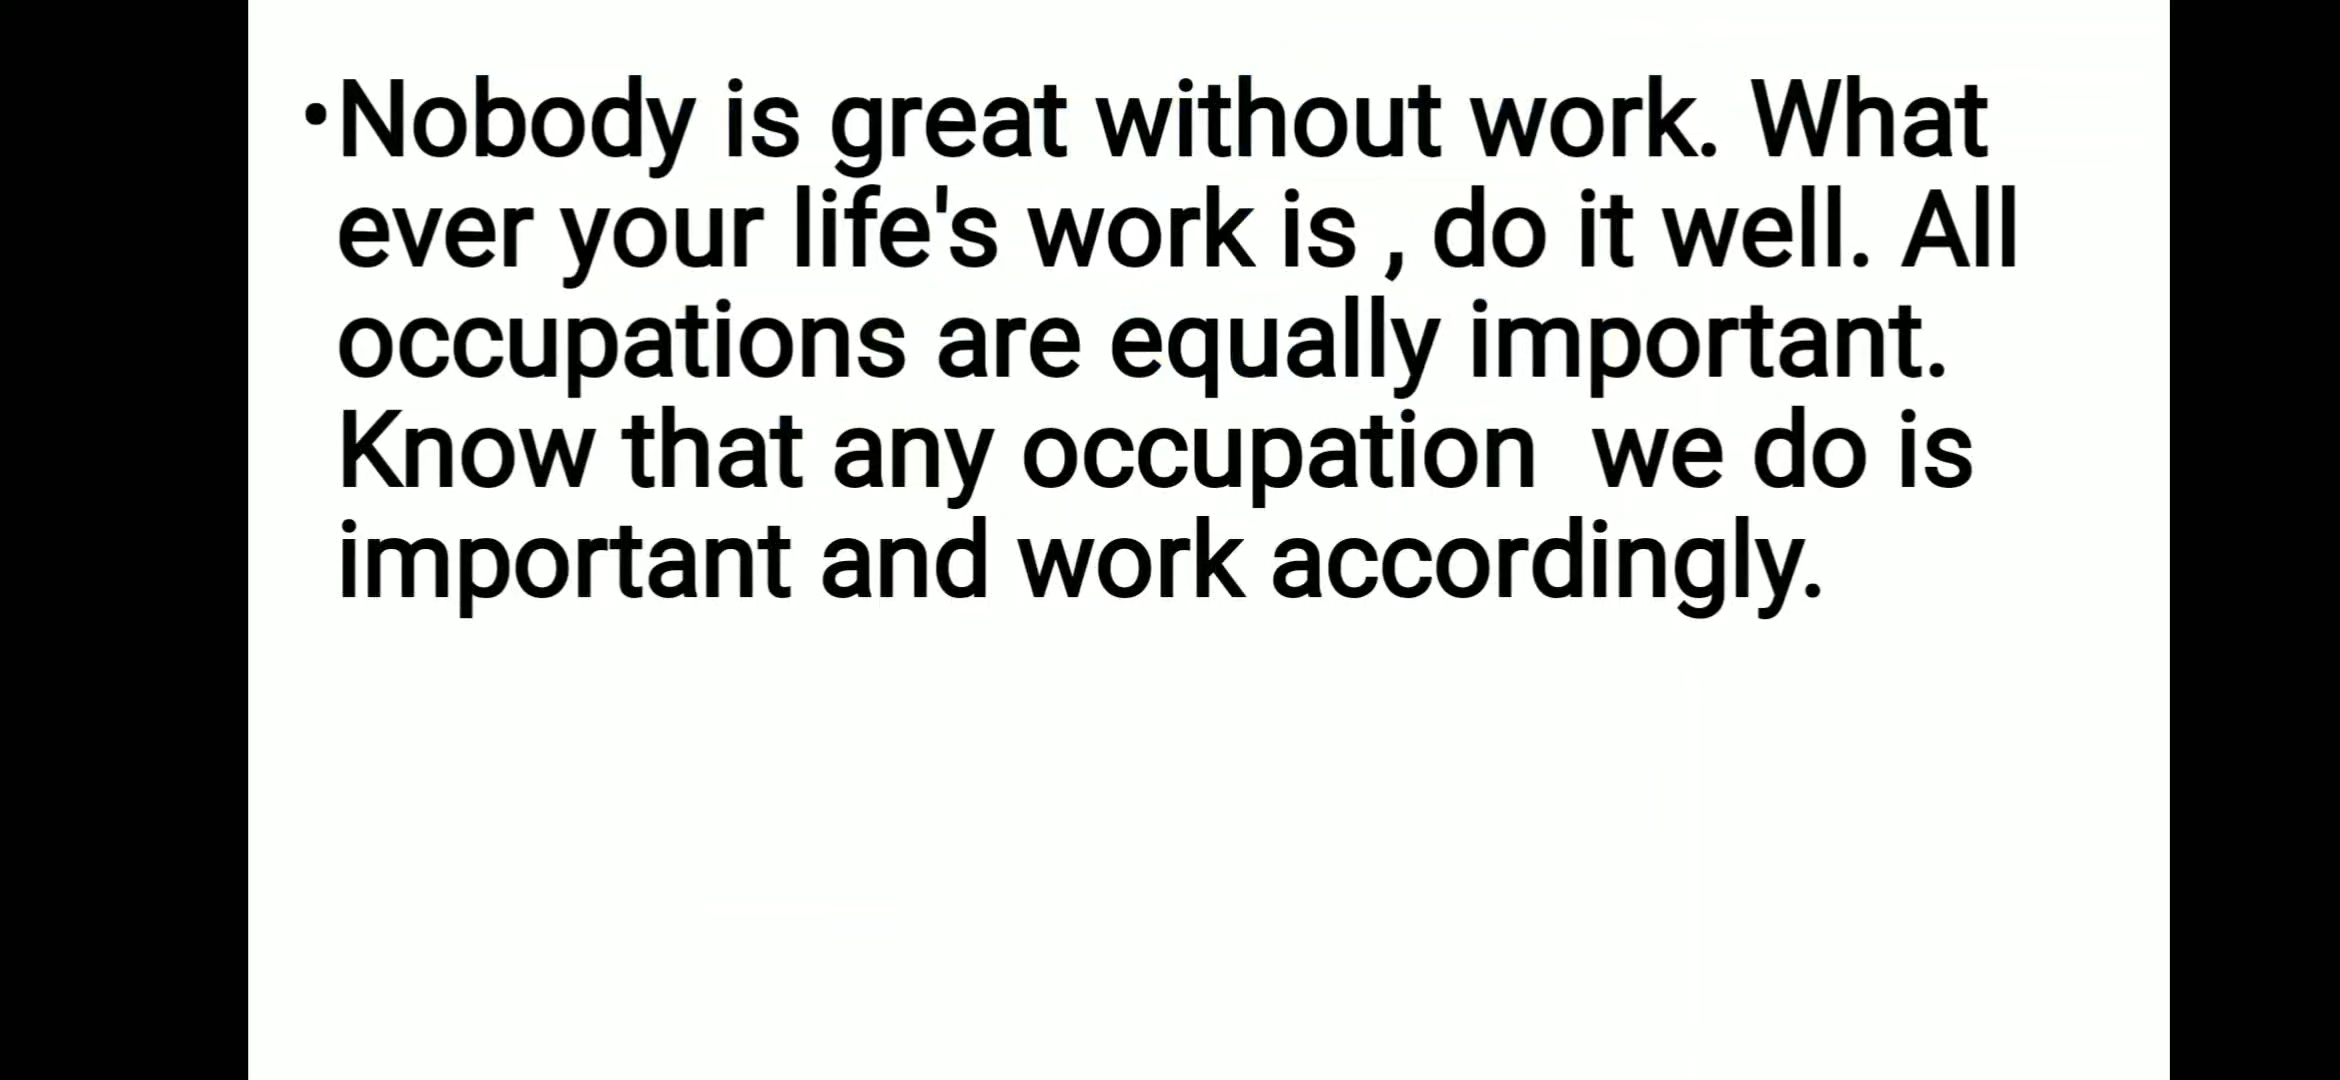 •Nobody is great without work. What
ever your life's work is , do it well. All
occupations are equally important.
Know that any occupation  we do is
important and work accordingly.